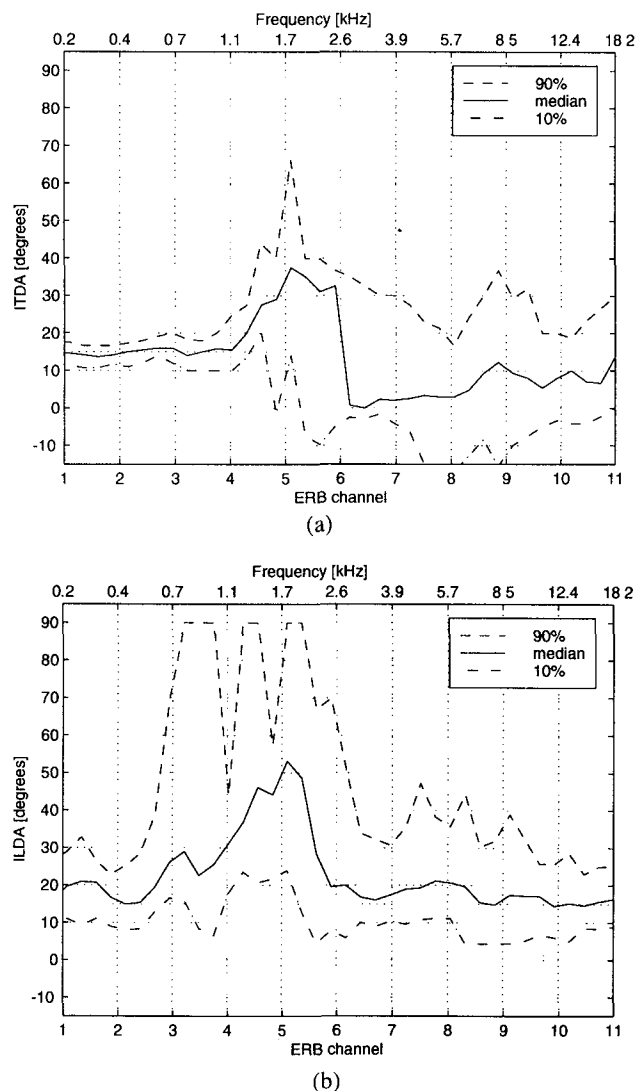 Frequency [kHz]
0.2 0.4 0 7 1.1 1.7 2.6 3.9 5.7 8 5 12.4 18 2
90
80
70
60
50
40
30
20
10
0
-10
ITDA [degrees]
90%
median
10%
1 2 3 4 5 6 7 8 9 10 11
ERB channel
(a)
Frequency [kHz]
0.2 0.4 0.7 1.1 1.7 2.6 3.9 5.7 8 5 12.4 18 2
90
80
70
60
50
40
30
20
10
0
-10
ILDA [degrees]
90%
median
10%
1 2 3 4 5 6 7 8 9 10 11
ERB channel
(b)